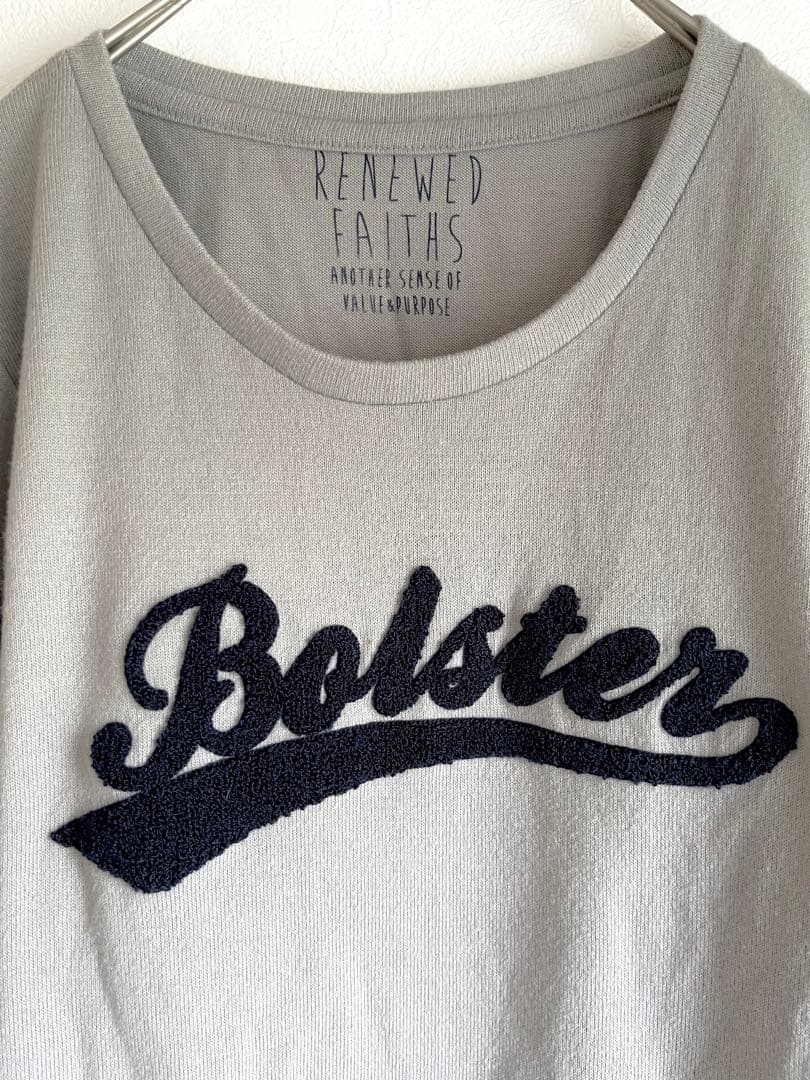 RENEWED
FAITHS
ANOTHER SENSE OF
VALUE&PURPOSE
Bolster